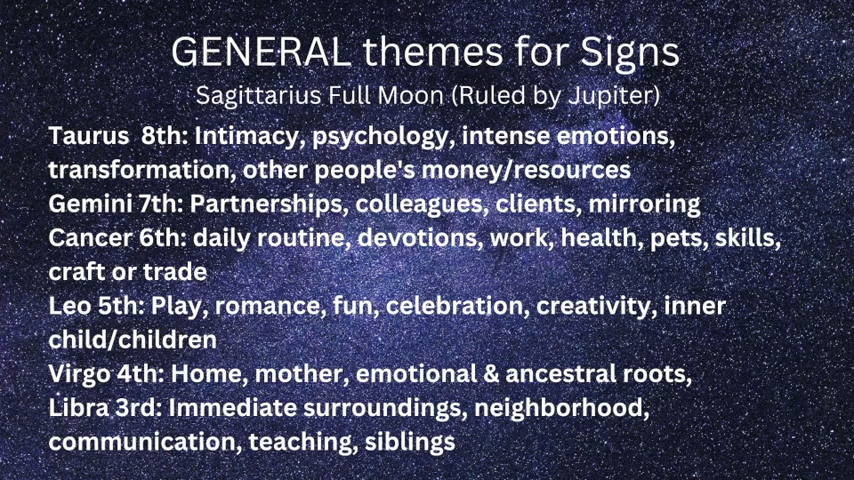 GENERAL themes for Signs
Sagittarius Full Moon (Ruled by Jupiter)
Taurus  8th: Intimacy, psychology, intense emotions,
transformation, other people's money/resources
Gemini 7th: Partnerships, colleagues, clients, mirroring
Cancer 6th: daily routine, devotions, work, health, pets, skills,
craft or trade
Leo 5th: Play, romance, fun, celebration, creativity, inner
child/children
Virgo 4th: Home, mother, emotional & ancestral roots,
Libra 3rd: Immediate surroundings, neighborhood,
communication, teaching, siblings